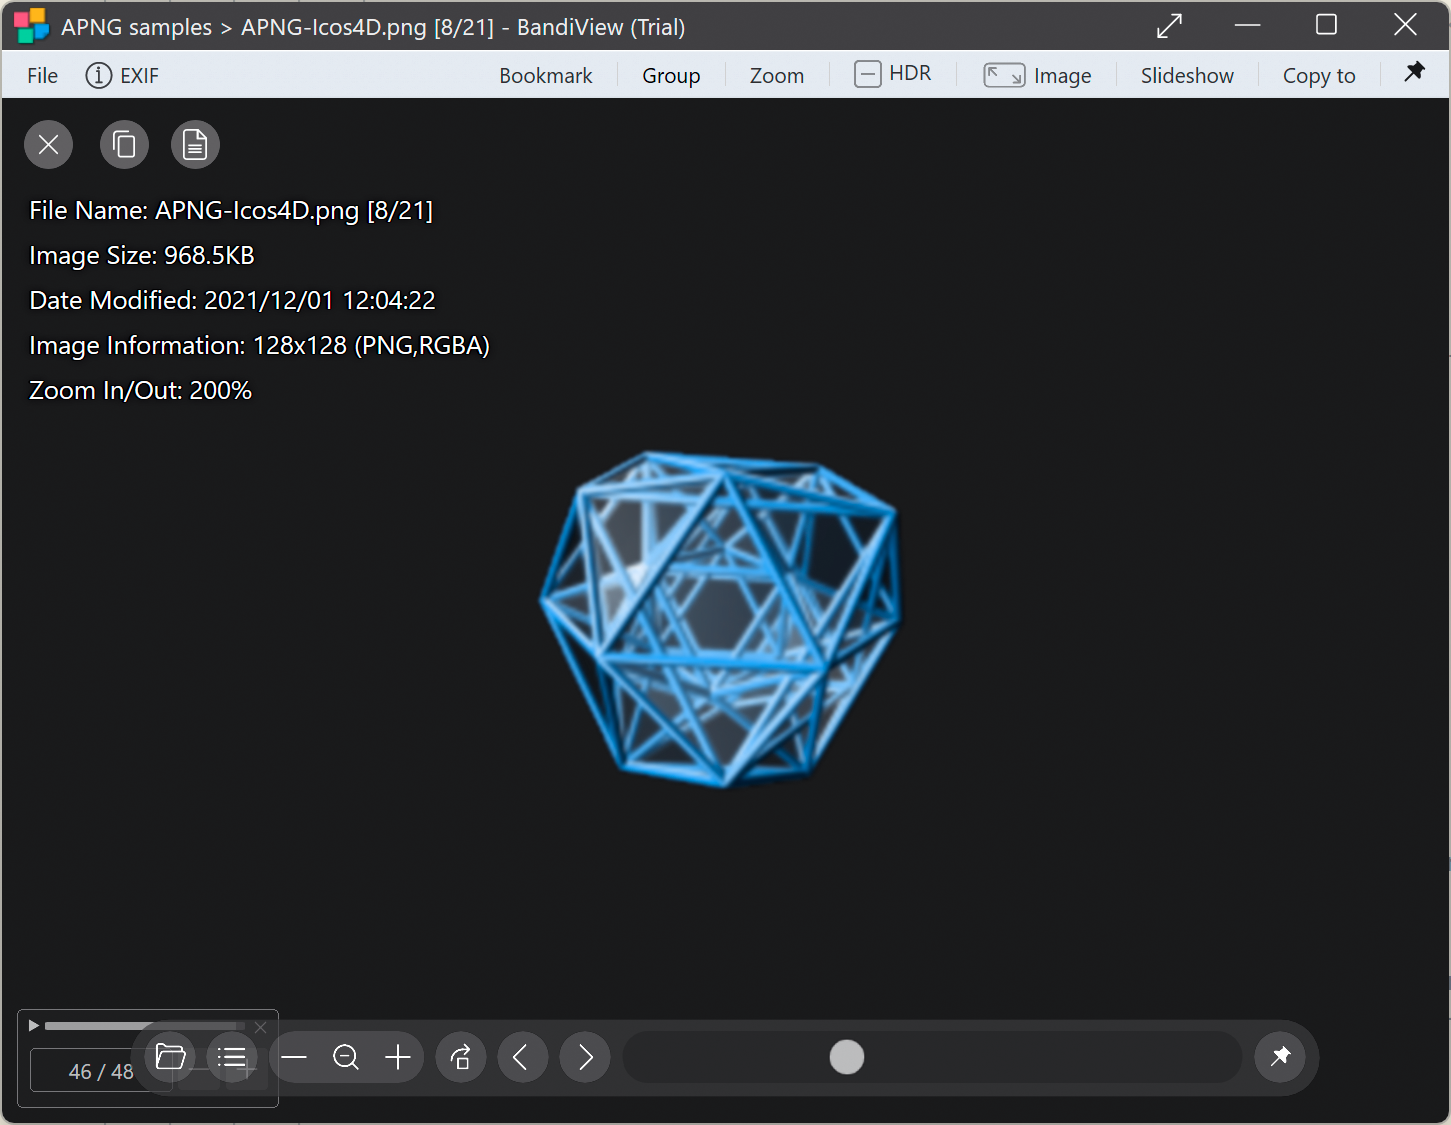 APNG samples > APNG-Icos4D.png [8/21] - BandiView (Trial)
File EXIF Bookmark Group Zoom HDR Image Slideshow Copy to
File Name: APNG-Icos4D.png [8/21]
Image Size: 968.5KB
Date Modified: 2021/12/01 12:04:22
Image Information: 128x128 (PNG,RGBA)
Zoom In/Out: 200%
46 / 48